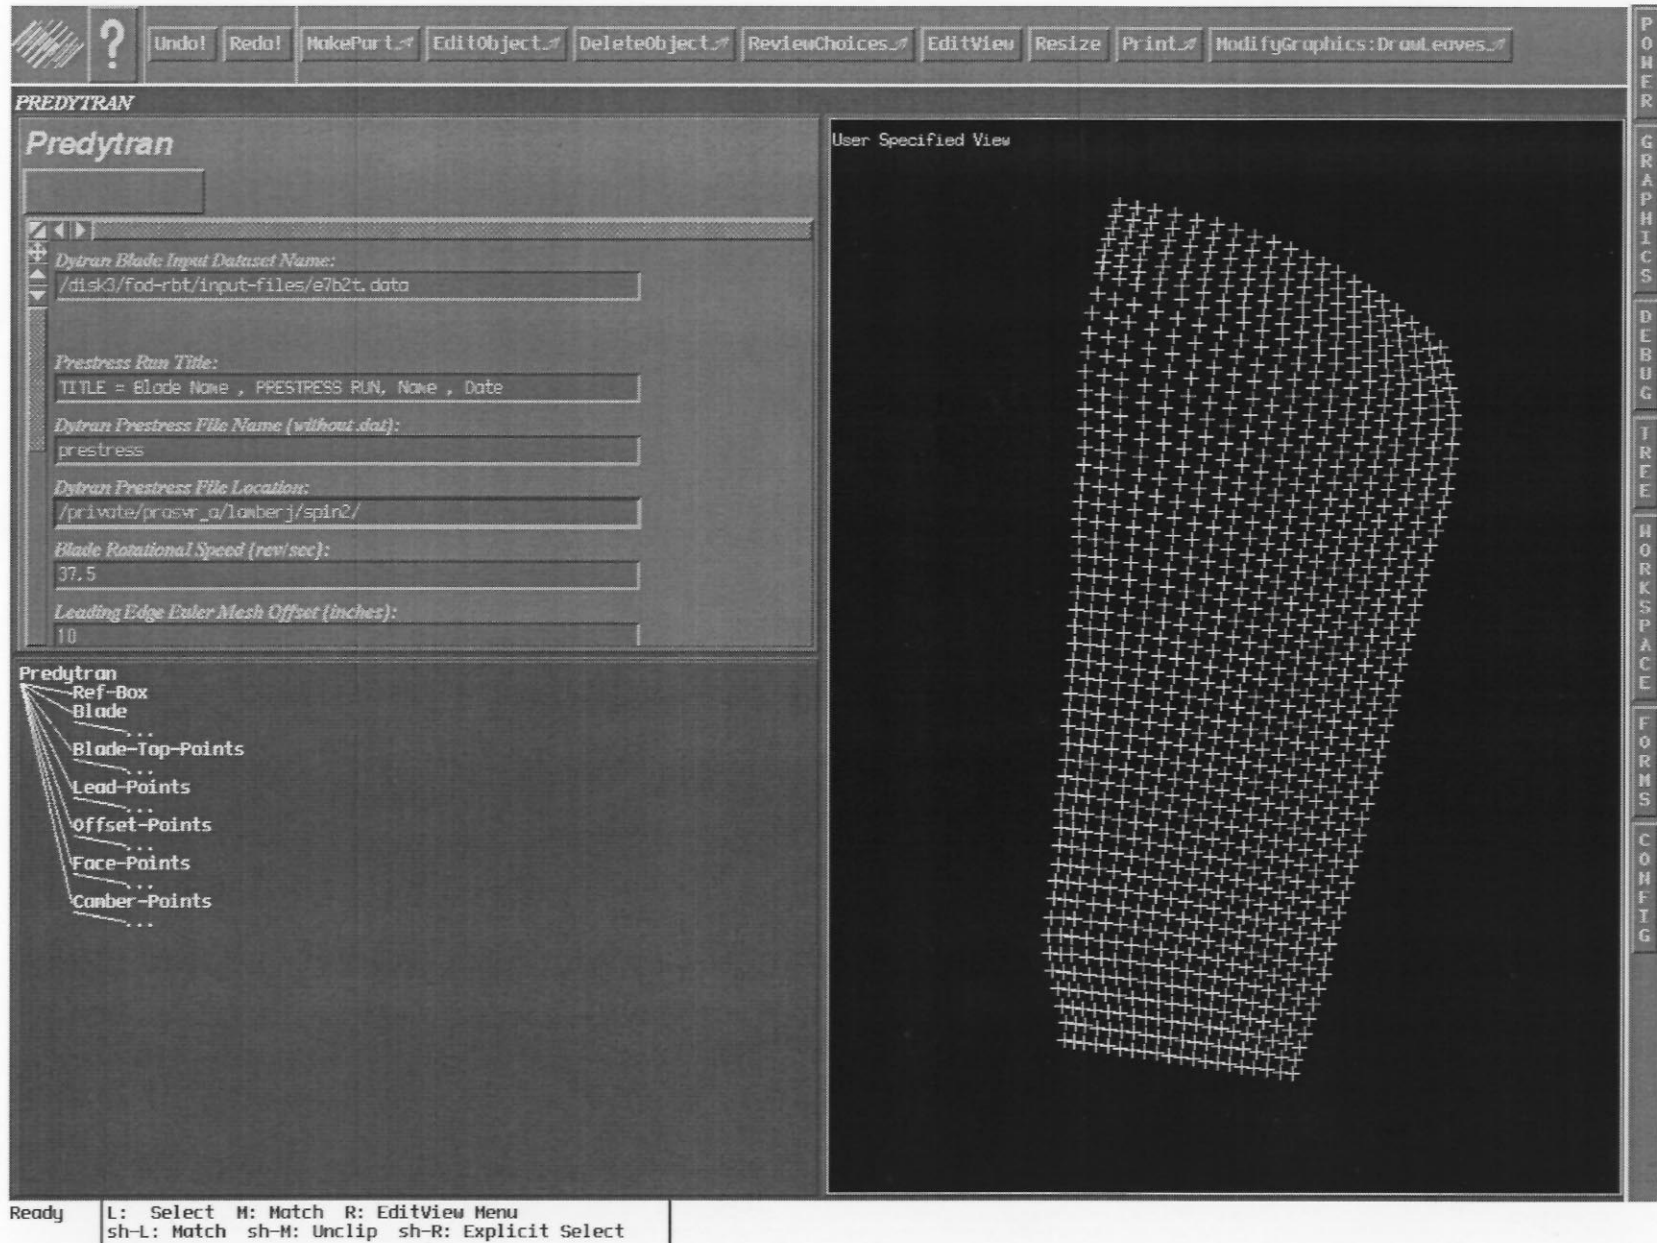 ?
Undo! Redo! MakePart EditObject DeleteObject ReviewChoices EditView Resize Print ModifyGraphics:DrawLeaves
PREDYTRAN
Predytran
Dytran Blade Input Dataset Name:
/disk3/fod-rbt/input-files/e7b2t.data
Prestress Run Title:
TITLE = Blade Name , PRESTRESS RUN, Name , Date
Dytran Prestress File Name (without .dat):
prestress
Dytran Prestress File Location:
/private/prasvr_a/lamberj/spin2/
Blade Rotational Speed (rev/sec):
37.5
Leading Edge Euler Mesh Offset (inches):
10
Predytran
Ref-Box
Blade
...
Blade-Top-Points
...
Lead-Points
...
Offset-Points
...
Face-Points
...
Camber-Points
...
User Specified View
POWER
GRAPHICS
DEBUG
TREE
WORKSPACE
FORMS
CONFIG
Ready
L: Select M: Match R: EditView Menu
sh-L: Match sh-M: Unclip sh-R: Explicit Select